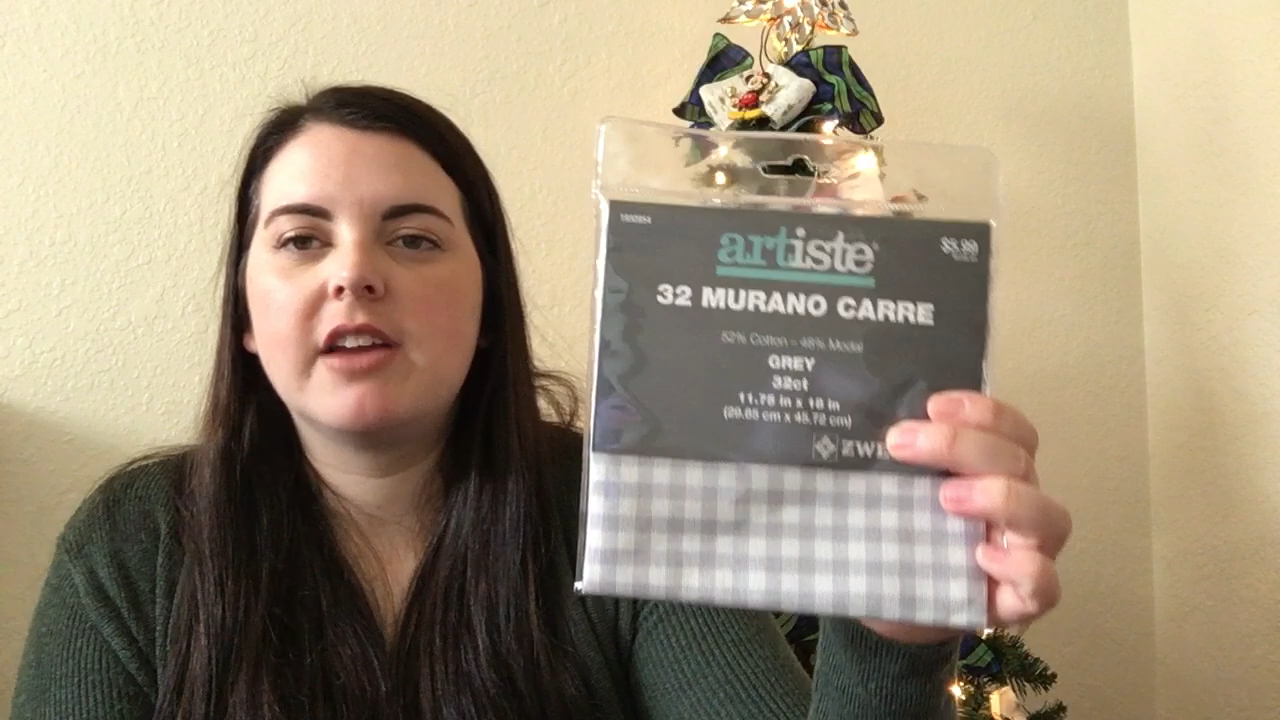 artiste
$5.99
32 MURANO CARRE
52% Cotton – 48% Modal
GREY
32ct
11.75 in x 18 in
(29.85 cm x 45.72 cm)